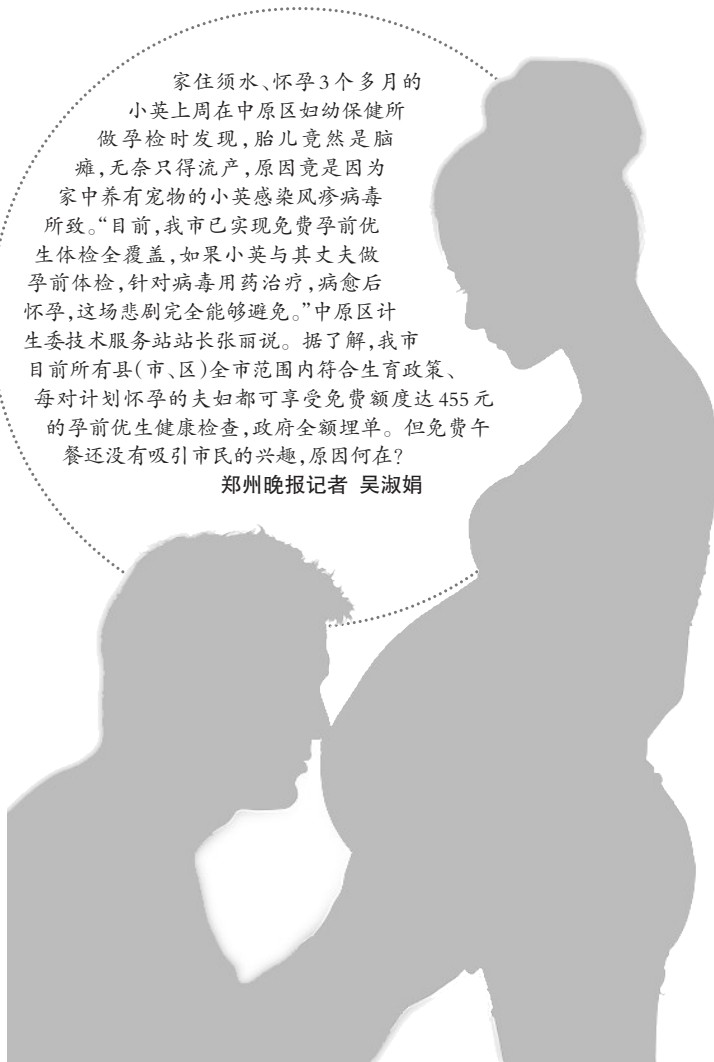 家住须水、怀孕3个多月的
小英上周在中原区妇幼保健所
做孕检时发现，胎儿竟然是脑
瘫，无奈只得流产，原因竟是因为
家中养有宠物的小英感染风疹病毒
所致。“目前，我市已实现免费孕前优
生体检全覆盖，如果小英与其丈夫做
孕前体检，针对病毒用药治疗，病愈后
怀孕，这场悲剧完全能够避免。”中原区计
生委技术服务站站长张丽说。据了解，我市
目前所有县（市、区）全市范围内符合生育政策、
每对计划怀孕的夫妇都可享受免费额度达455元
的孕前优生健康检查，政府全额埋单。但免费午
餐还没有吸引市民的兴趣，原因何在？
郑州晚报记者 吴淑娟